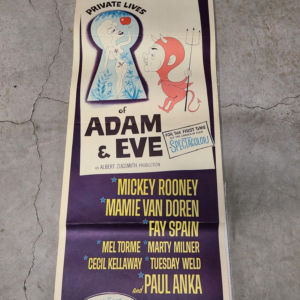 PRIVATE LIVES
of
ADAM
& EVE
AN ALBERT ZUGSMITH PRODUCTION
FOR THE FIRST TIME
SPECTACOLOR
MICKEY ROONEY
MAMIE VAN DOREN
FAY SPAIN
MEL TORME MARTY MILNER
CECIL KELLAWAY TUESDAY WELD
and PAUL ANKA